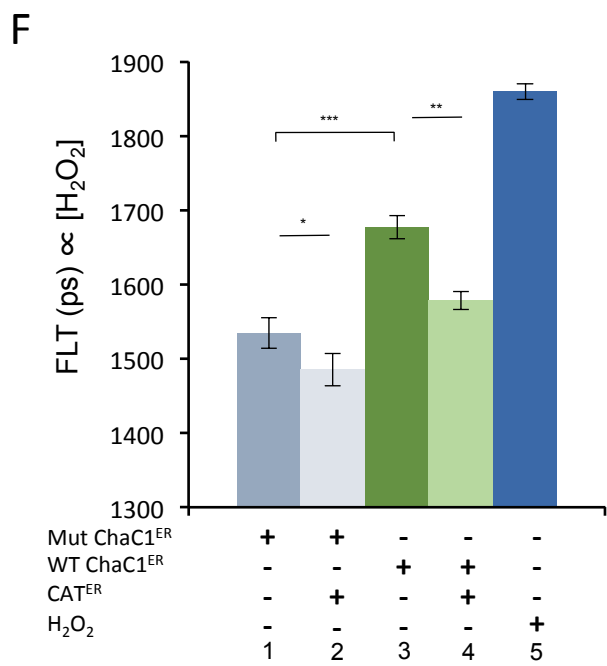 F
FLT (ps) ∝ [H₂O₂]
1900
1800
1700
1600
1500
1400
1300
*
***
**
Mut ChaC1ᴱᴿ + + - - -
WT ChaC1ᴱᴿ - - + + -
CATᴱᴿ - + - + -
H₂O₂ - - - - +
1 2 3 4 5